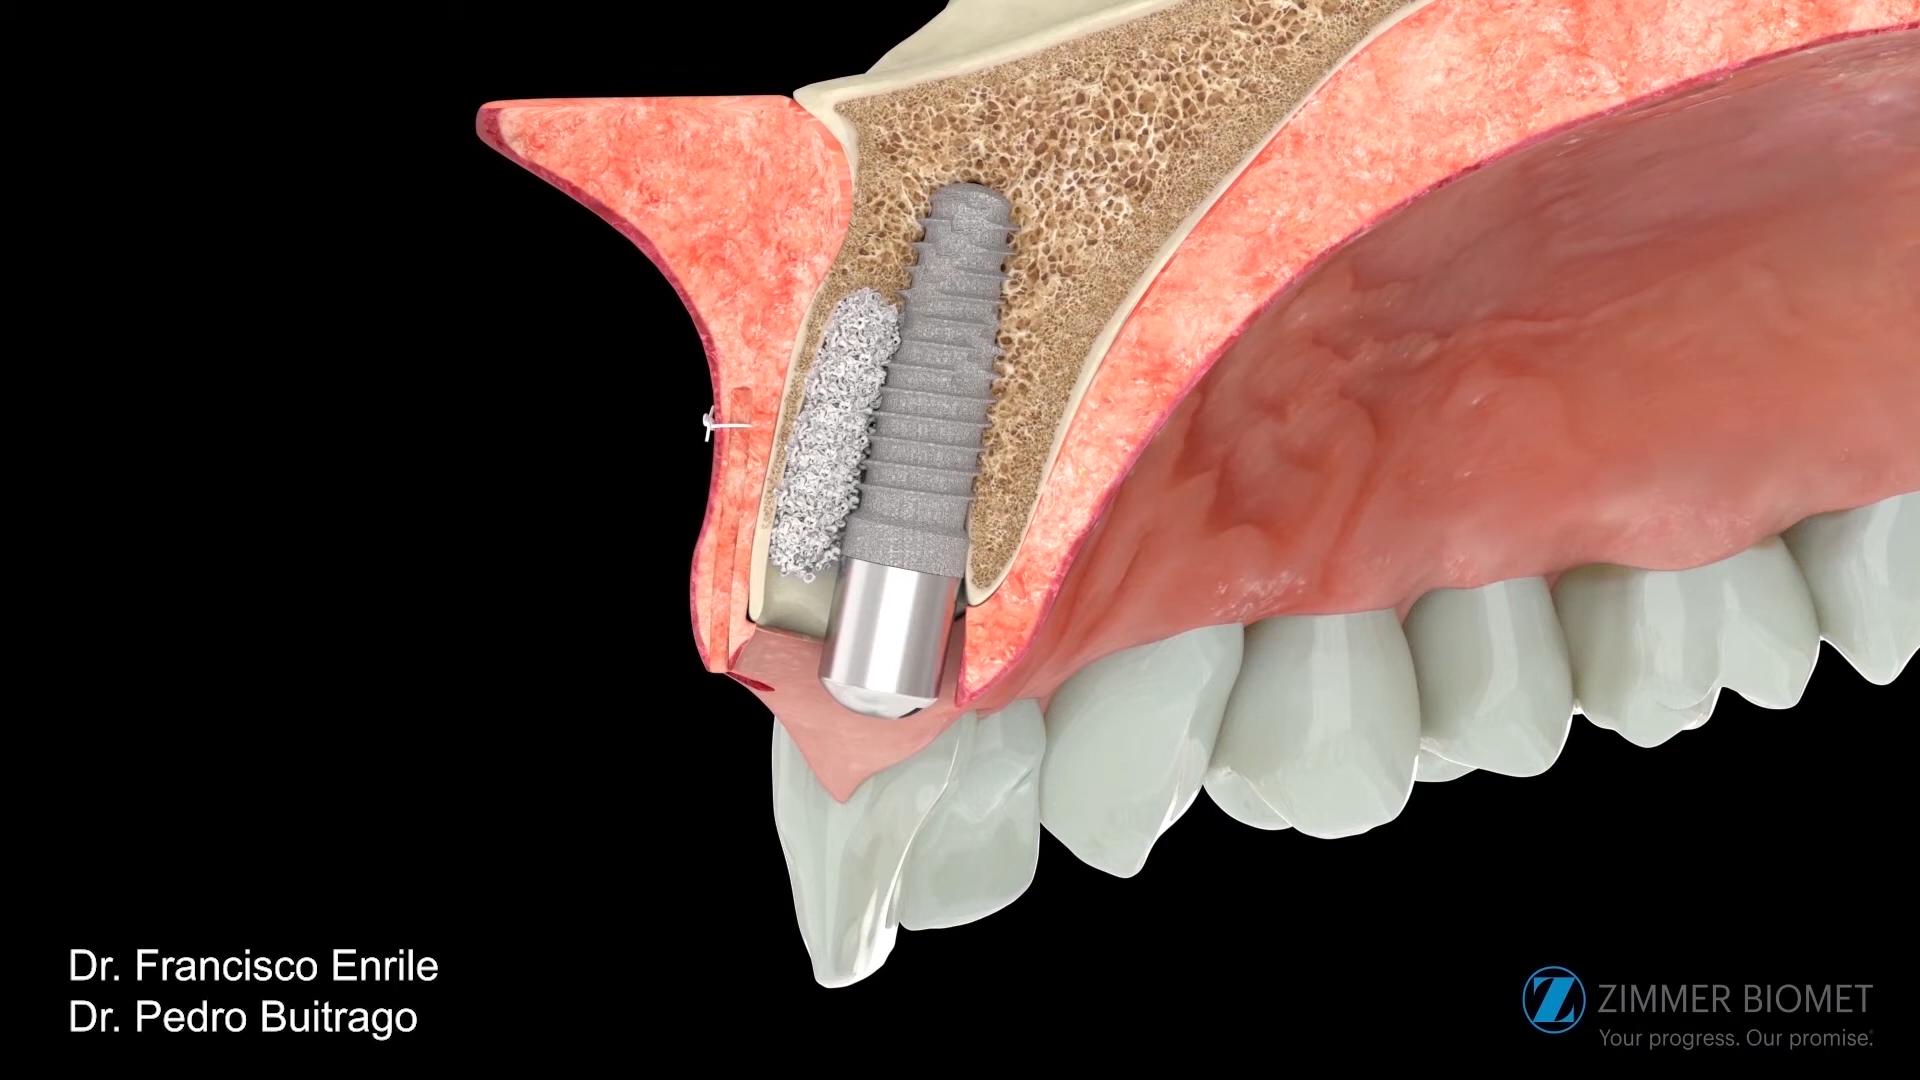 Dr. Francisco Enrile
Dr. Pedro Buitrago
ZIMMER BIOMET
Your progress. Our promise.